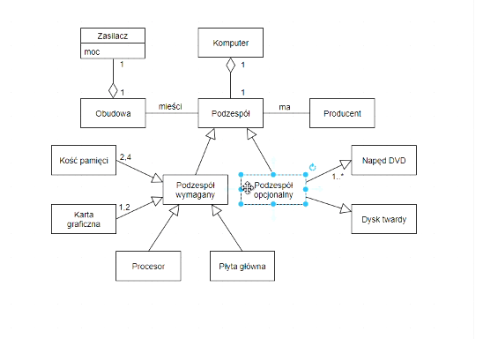 Zasilacz
moc
Komputer
1
1
1
1
Obudowa
mieści
Podzespół
ma
Producent
Kość pamięci
2,4
Podzespół
wymagany
Podzespół
opcjonalny
1..*
Napęd DVD
Karta
graficzna
1,2
Dysk twardy
Procesor
Płyta główna